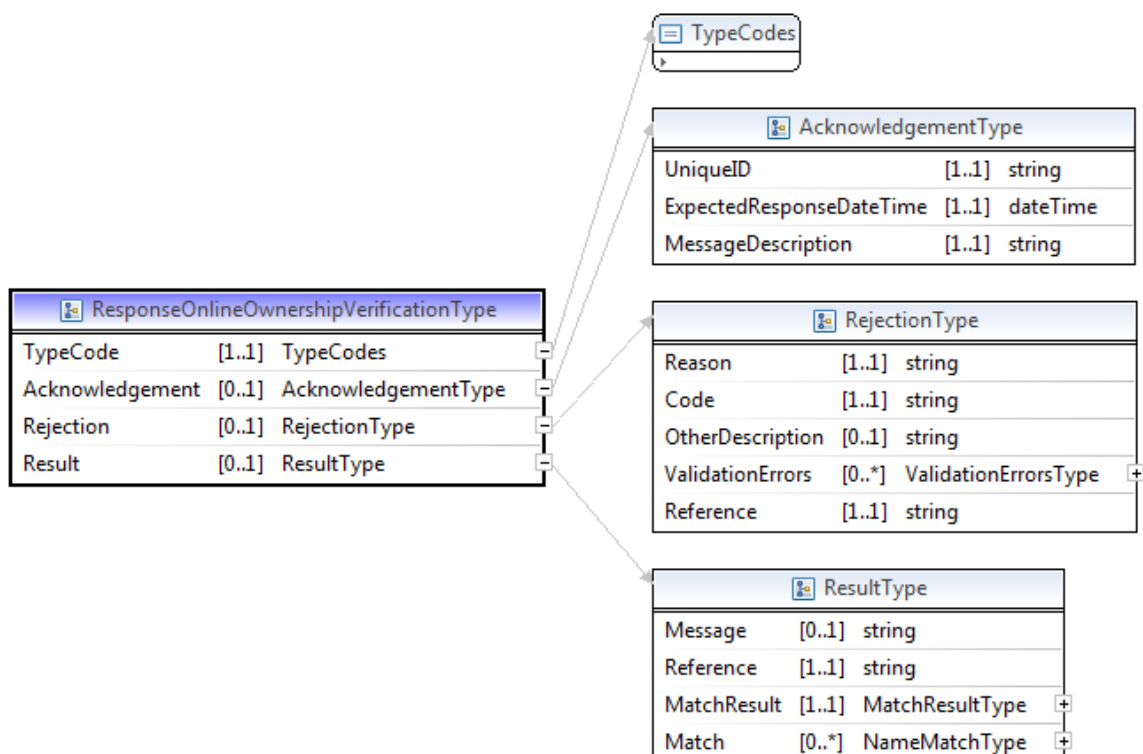 TypeCodes
AcknowledgementType
UniqueID [1..1] string
ExpectedResponseDateTime [1..1] dateTime
MessageDescription [1..1] string
ResponseOnlineOwnershipVerificationType
TypeCode [1..1] TypeCodes
Acknowledgement [0..1] AcknowledgementType
Rejection [0..1] RejectionType
Result [0..1] ResultType
RejectionType
Reason [1..1] string
Code [1..1] string
OtherDescription [0..1] string
ValidationErrors [0..*] ValidationErrorsType
Reference [1..1] string
ResultType
Message [0..1] string
Reference [1..1] string
MatchResult [1..1] MatchResultType
Match [0..*] NameMatchType